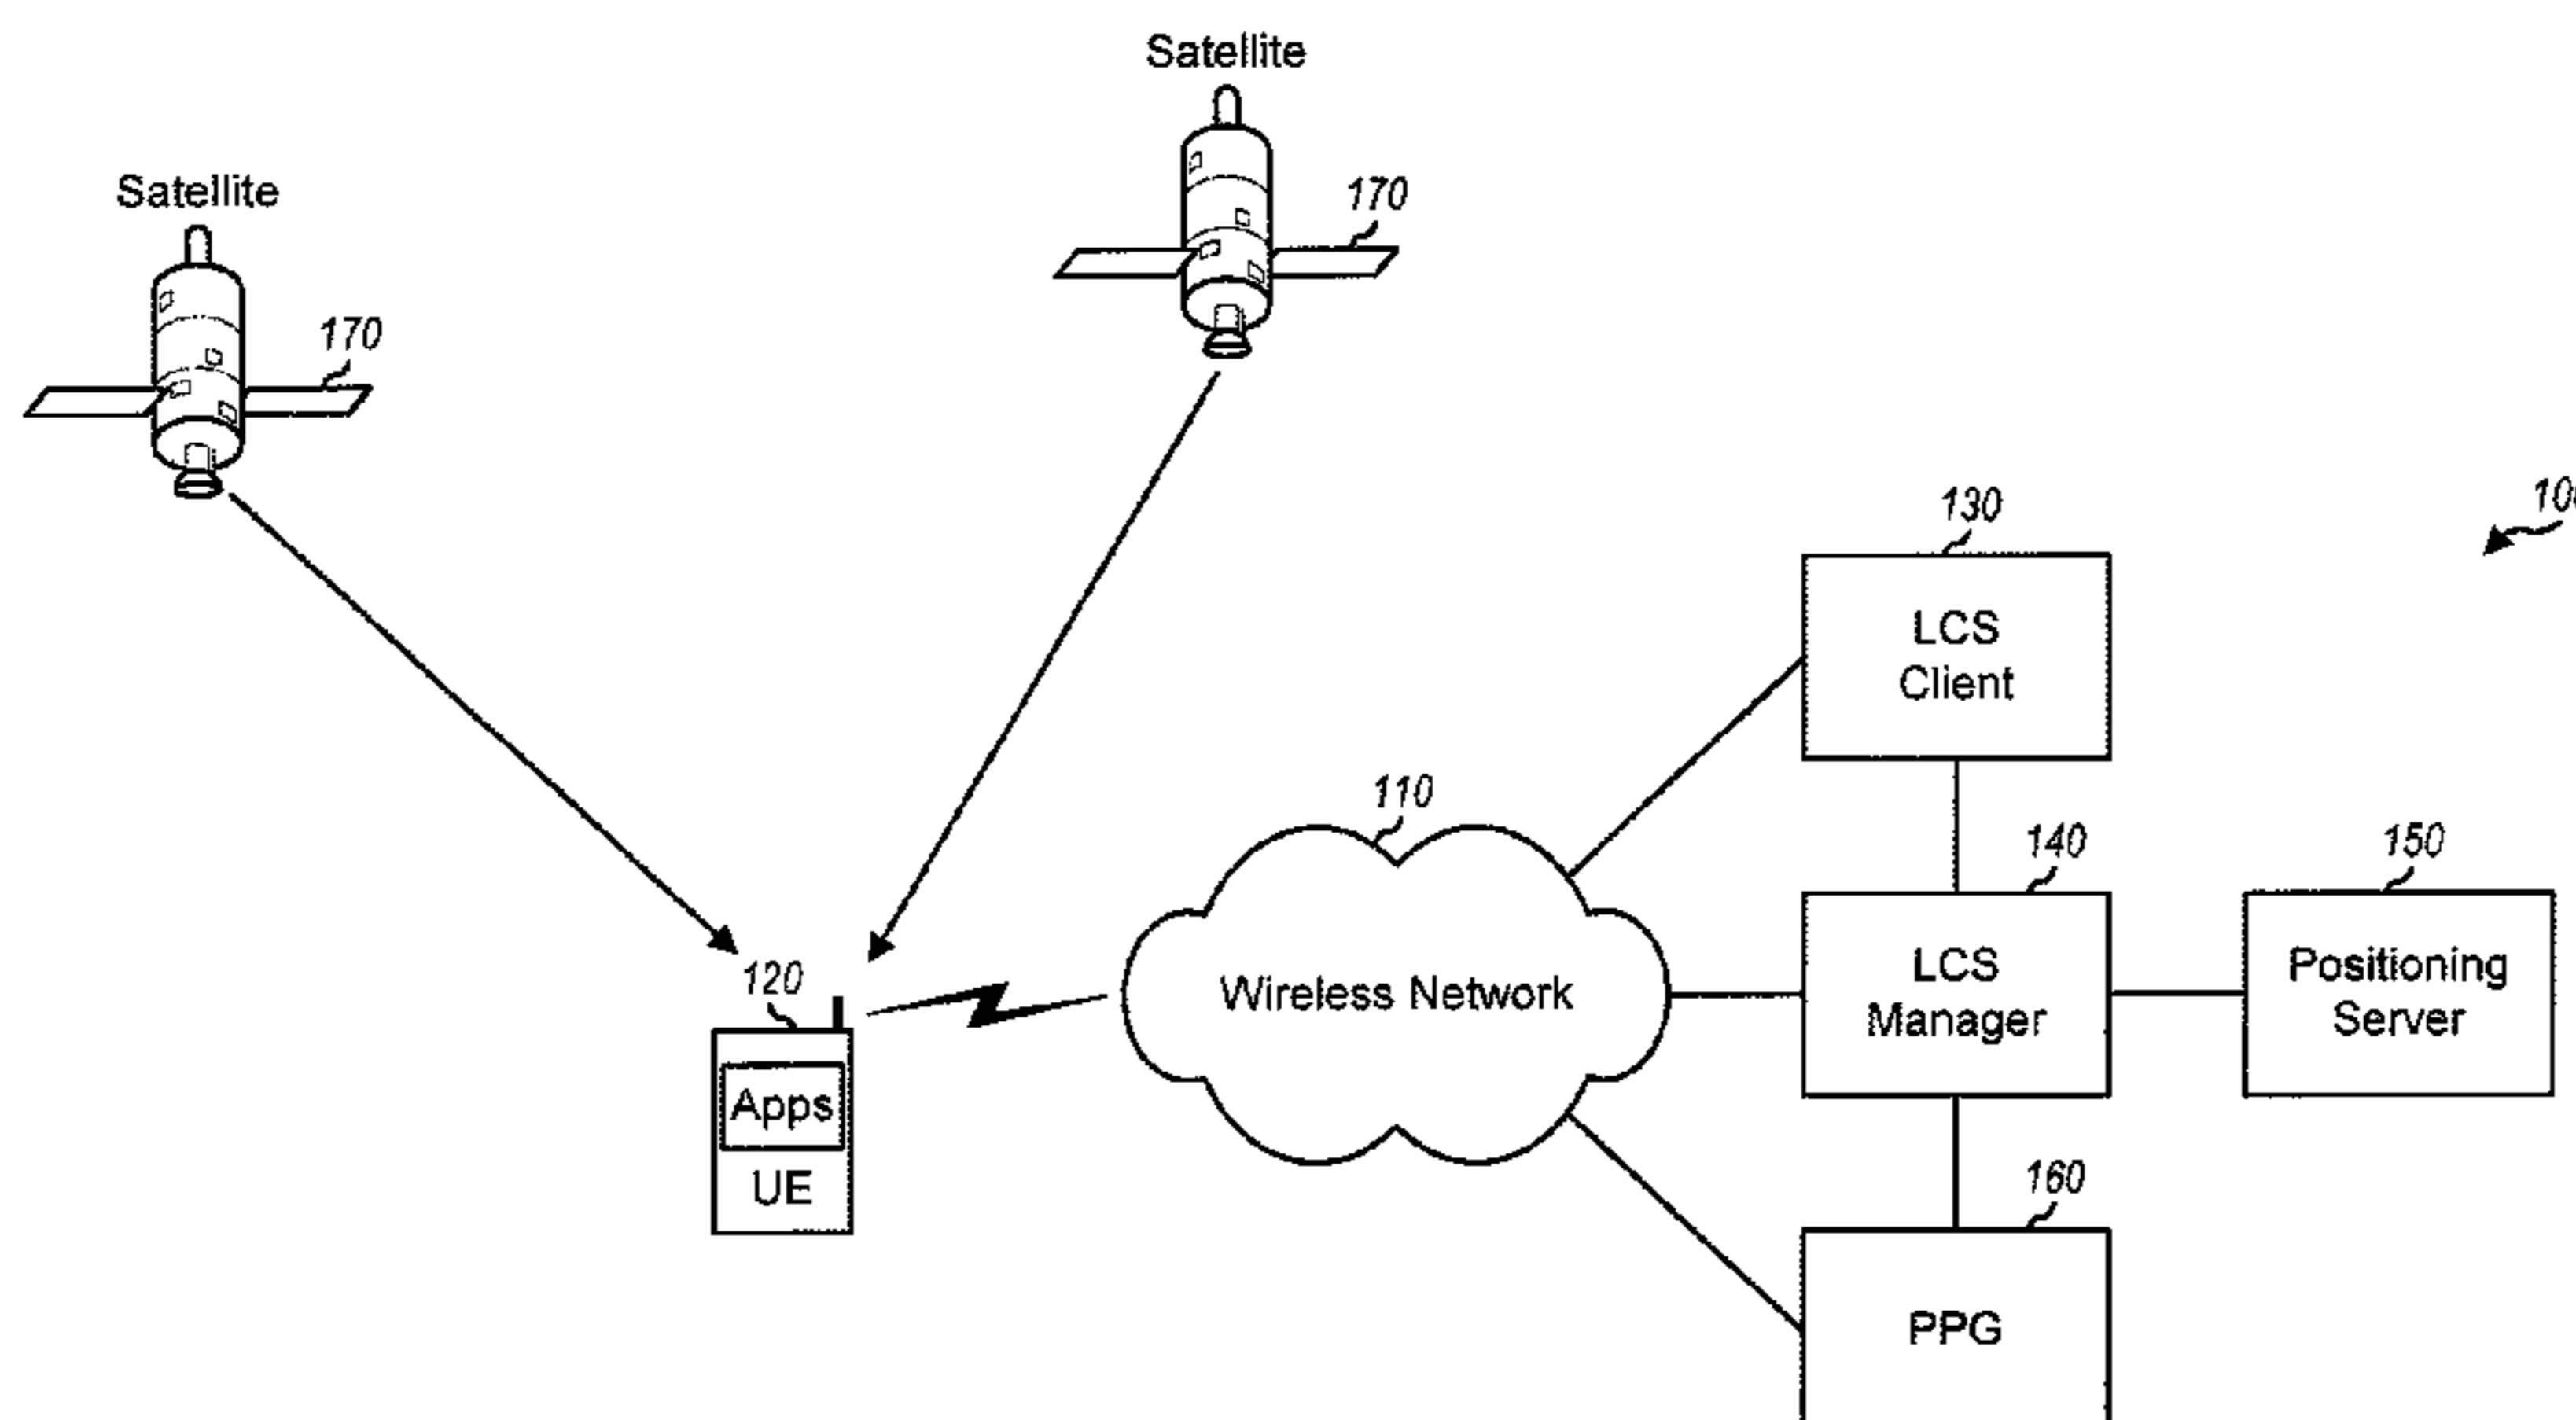 Satellite
Satellite
170
170
130
LCS
Client
110
140
150
Wireless Network
LCS
Manager
Positioning
Server
120
Apps
UE
160
PPG